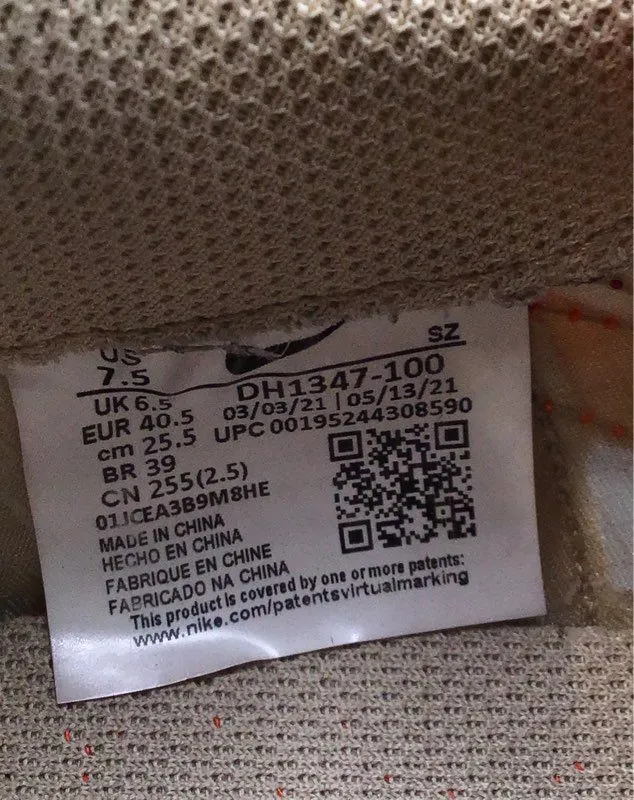 US SZ
7.5 DH1347-100
UK 6.5 03/03/21 | 05/13/21
EUR 40.5 UPC 00195244308590
cm 25.5
BR 39
CN 255(2.5)
01JCEA3B9M8HE
MADE IN CHINA
HECHO EN CHINA
FABRIQUE EN CHINE
FABRICADO NA CHINA
This product is covered by one or more patents:
www.nike.com/patentsvirtualmarking